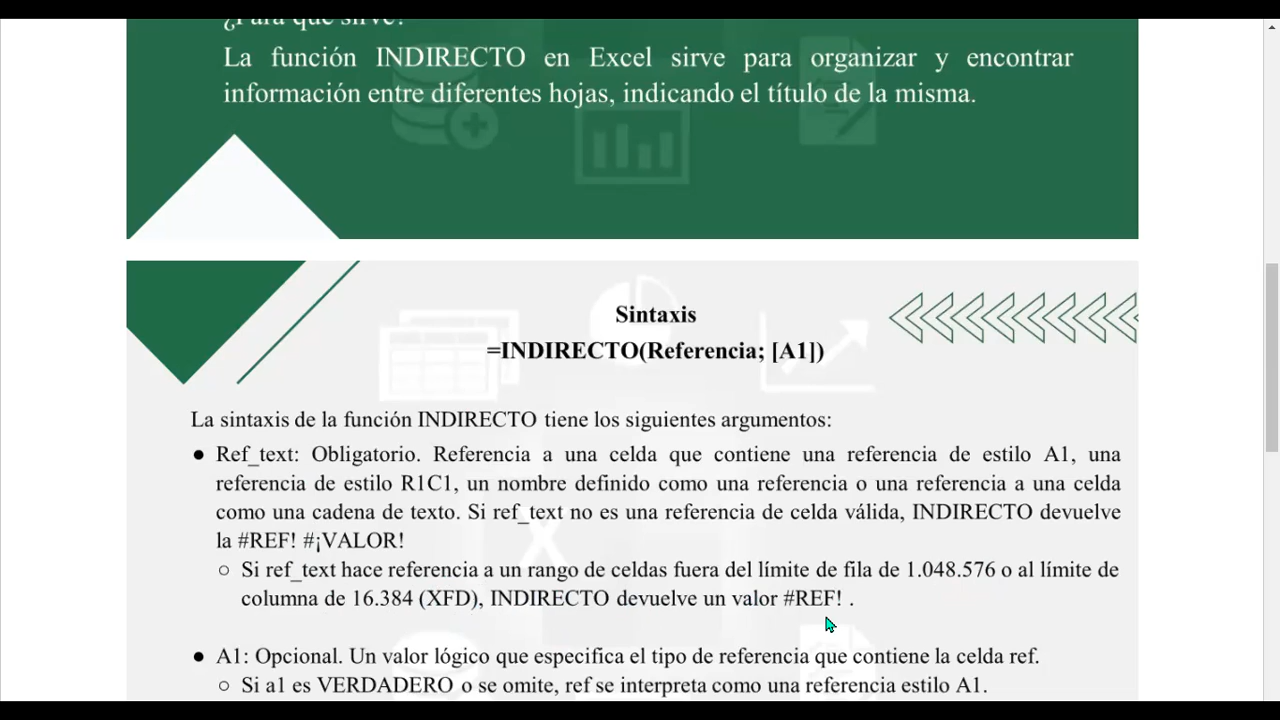 ¿Para que sirve?
La función INDIRECTO en Excel sirve para organizar y encontrar
información entre diferentes hojas, indicando el título de la misma.
Sintaxis
=INDIRECTO(Referencia; [A1])
La sintaxis de la función INDIRECTO tiene los siguientes argumentos:
● Ref_text: Obligatorio. Referencia a una celda que contiene una referencia de estilo A1, una
referencia de estilo R1C1, un nombre definido como una referencia o una referencia a una celda
como una cadena de texto. Si ref_text no es una referencia de celda válida, INDIRECTO devuelve
la #REF! #¡VALOR!
○ Si ref_text hace referencia a un rango de celdas fuera del límite de fila de 1.048.576 o al límite de
columna de 16.384 (XFD), INDIRECTO devuelve un valor #REF! .
● A1: Opcional. Un valor lógico que especifica el tipo de referencia que contiene la celda ref.
○ Si a1 es VERDADERO o se omite, ref se interpreta como una referencia estilo A1.